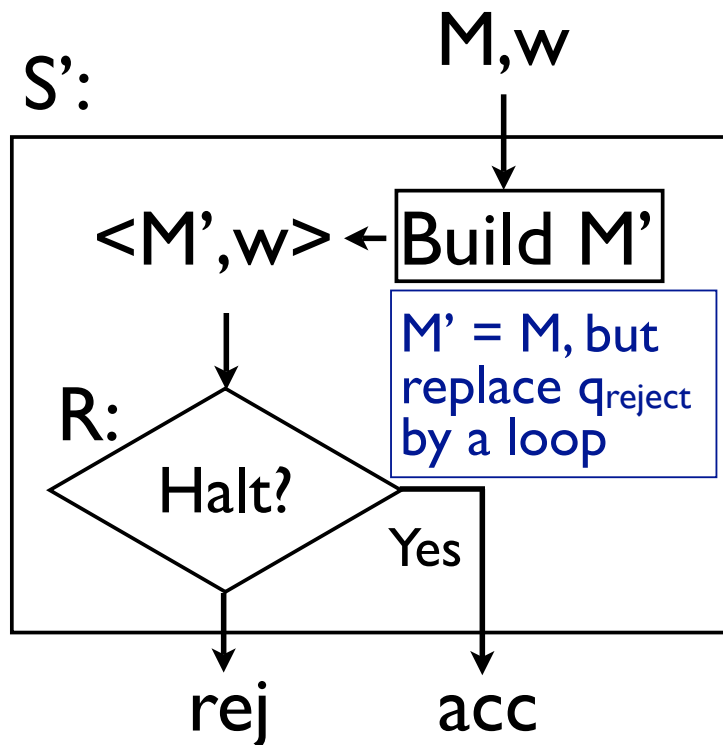 M,w
S’:
<M',w>
Build M'
M’ = M, but
replace qreject
by a loop
R:
Halt?
Yes
rej
acc